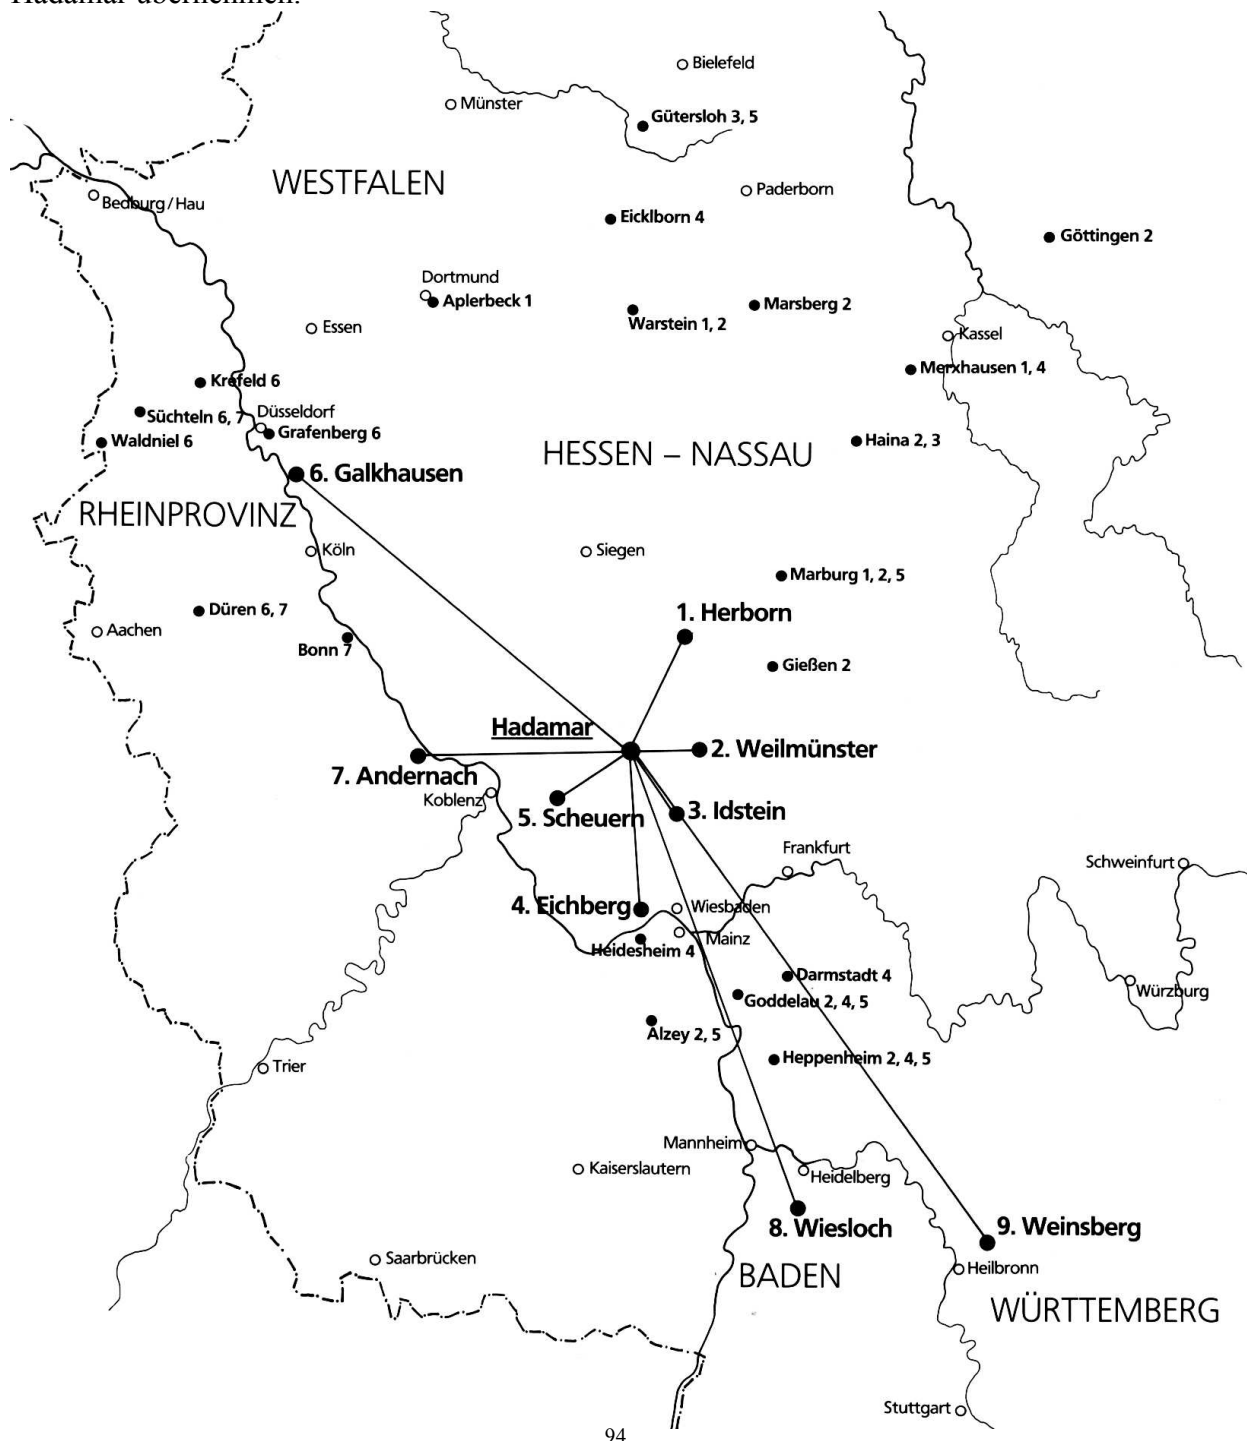 Hadamar übernehmen.
Bielefeld
Münster
Gütersloh 3, 5
WESTFALEN
Paderborn
Bedburg/Hau
Eicklborn 4
Göttingen 2
Dortmund
Aplerbeck 1
Marsberg 2
Warstein 1, 2
Essen
Kassel
Merxhausen 1, 4
Krefeld 6
Süchteln 6, 7
Düsseldorf
Waldniel 6
Grafenberg 6
Haina 2, 3
HESSEN – NASSAU
6. Galkhausen
RHEINPROVINZ
Köln
Siegen
Marburg 1, 2, 5
Düren 6, 7
1. Herborn
Aachen
Bonn 7
Gießen 2
Hadamar
2. Weilmünster
7. Andernach
Koblenz
5. Scheuern
3. Idstein
Frankfurt
Schweinfurt
4. Eichberg
Wiesbaden
Mainz
Heidesheim 4
Darmstadt 4
Würzburg
Goddelau 2, 4, 5
Alzey 2, 5
Heppenheim 2, 4, 5
Trier
Mannheim
Kaiserslautern
Heidelberg
8. Wiesloch
9. Weinsberg
Saarbrücken
Heilbronn
BADEN
WÜRTTEMBERG
Stuttgart
94